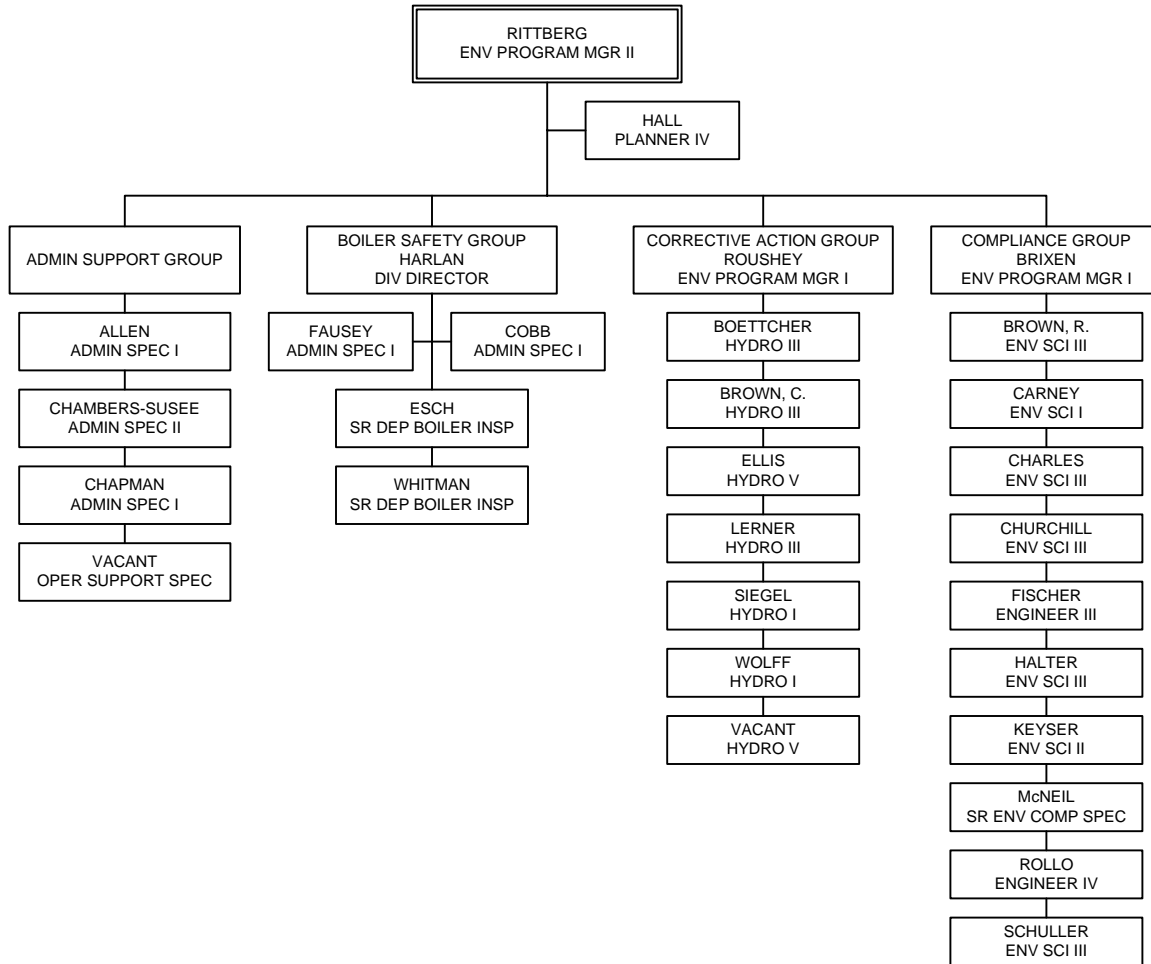 RITTBERG
ENV PROGRAM MGR II
HALL
PLANNER IV
ADMIN SUPPORT GROUP
ALLEN
ADMIN SPEC I
CHAMBERS-SUSEE
ADMIN SPEC II
CHAPMAN
ADMIN SPEC I
VACANT
OPER SUPPORT SPEC
BOILER SAFETY GROUP
HARLAN
DIV DIRECTOR
FAUSEY
ADMIN SPEC I
COBB
ADMIN SPEC I
ESCH
SR DEP BOILER INSP
WHITMAN
SR DEP BOILER INSP
CORRECTIVE ACTION GROUP
ROUSHEY
ENV PROGRAM MGR I
BOETTCHER
HYDRO III
BROWN, C.
HYDRO III
ELLIS
HYDRO V
LERNER
HYDRO III
SIEGEL
HYDRO I
WOLFF
HYDRO I
VACANT
HYDRO V
COMPLIANCE GROUP
BRIXEN
ENV PROGRAM MGR I
BROWN, R.
ENV SCI III
CARNEY
ENV SCI I
CHARLES
ENV SCI III
CHURCHILL
ENV SCI III
FISCHER
ENGINEER III
HALTER
ENV SCI III
KEYSER
ENV SCI II
McNEIL
SR ENV COMP SPEC
ROLLO
ENGINEER IV
SCHULLER
ENV SCI III